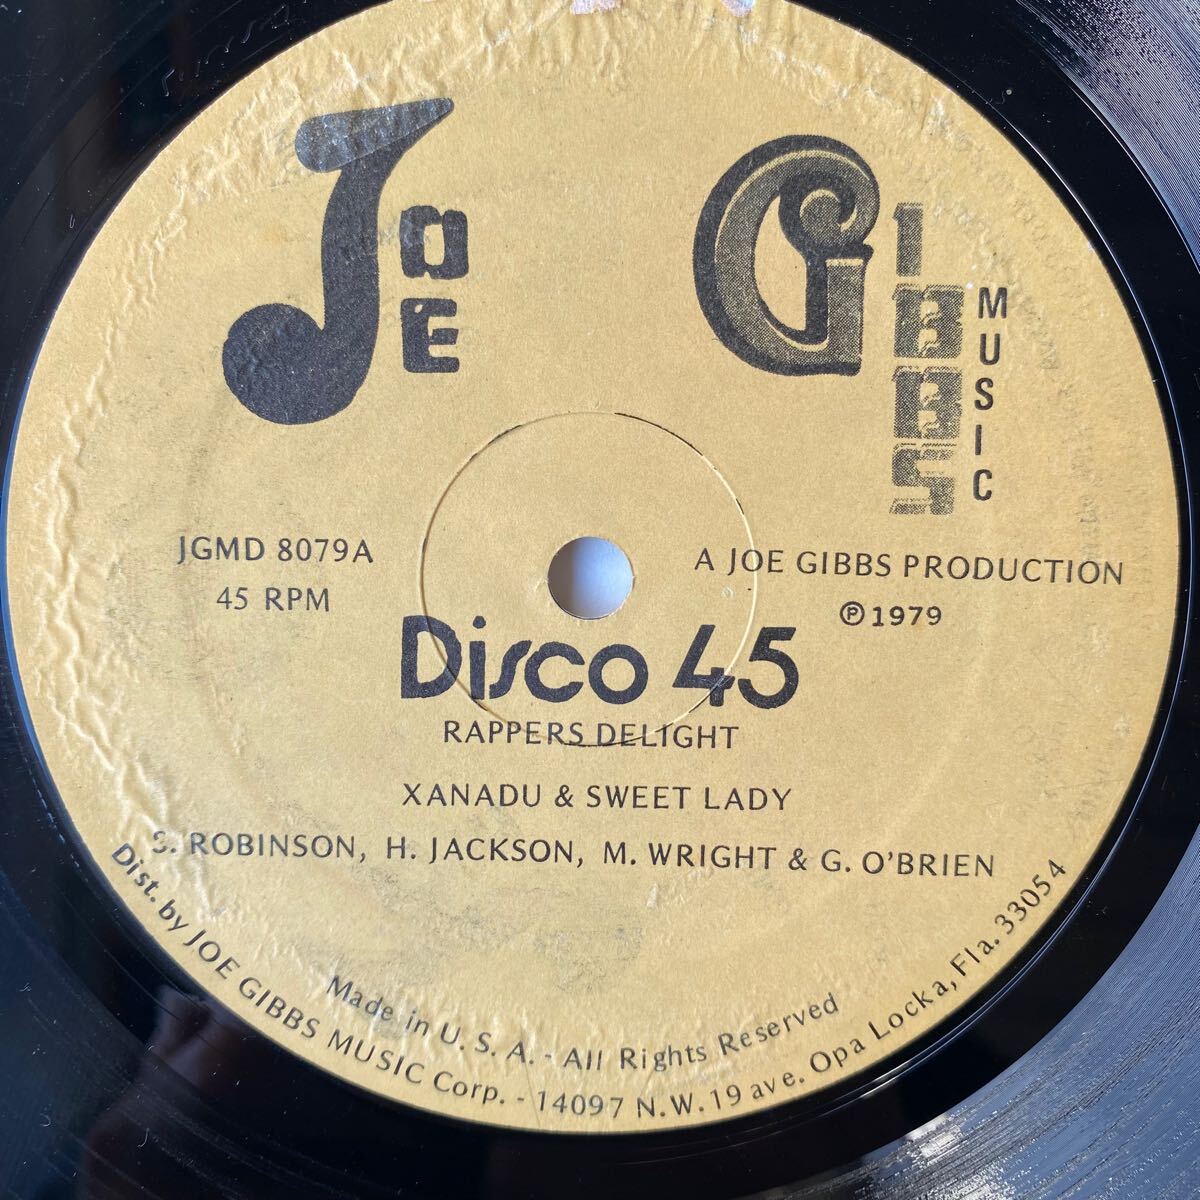 JOE GIBBS MUSIC
JGMD 8079A
45 RPM
A JOE GIBBS PRODUCTION
℗ 1979
Disco 45
RAPPERS DELIGHT
XANADU & SWEET LADY
S. ROBINSON, H. JACKSON, M. WRIGHT & G. O'BRIEN
Made in U. S. A. - All Rights Reserved
Dist. by JOE GIBBS MUSIC Corp. - 14097 N.W. 19 ave. Opa Locka, Fla. 33054